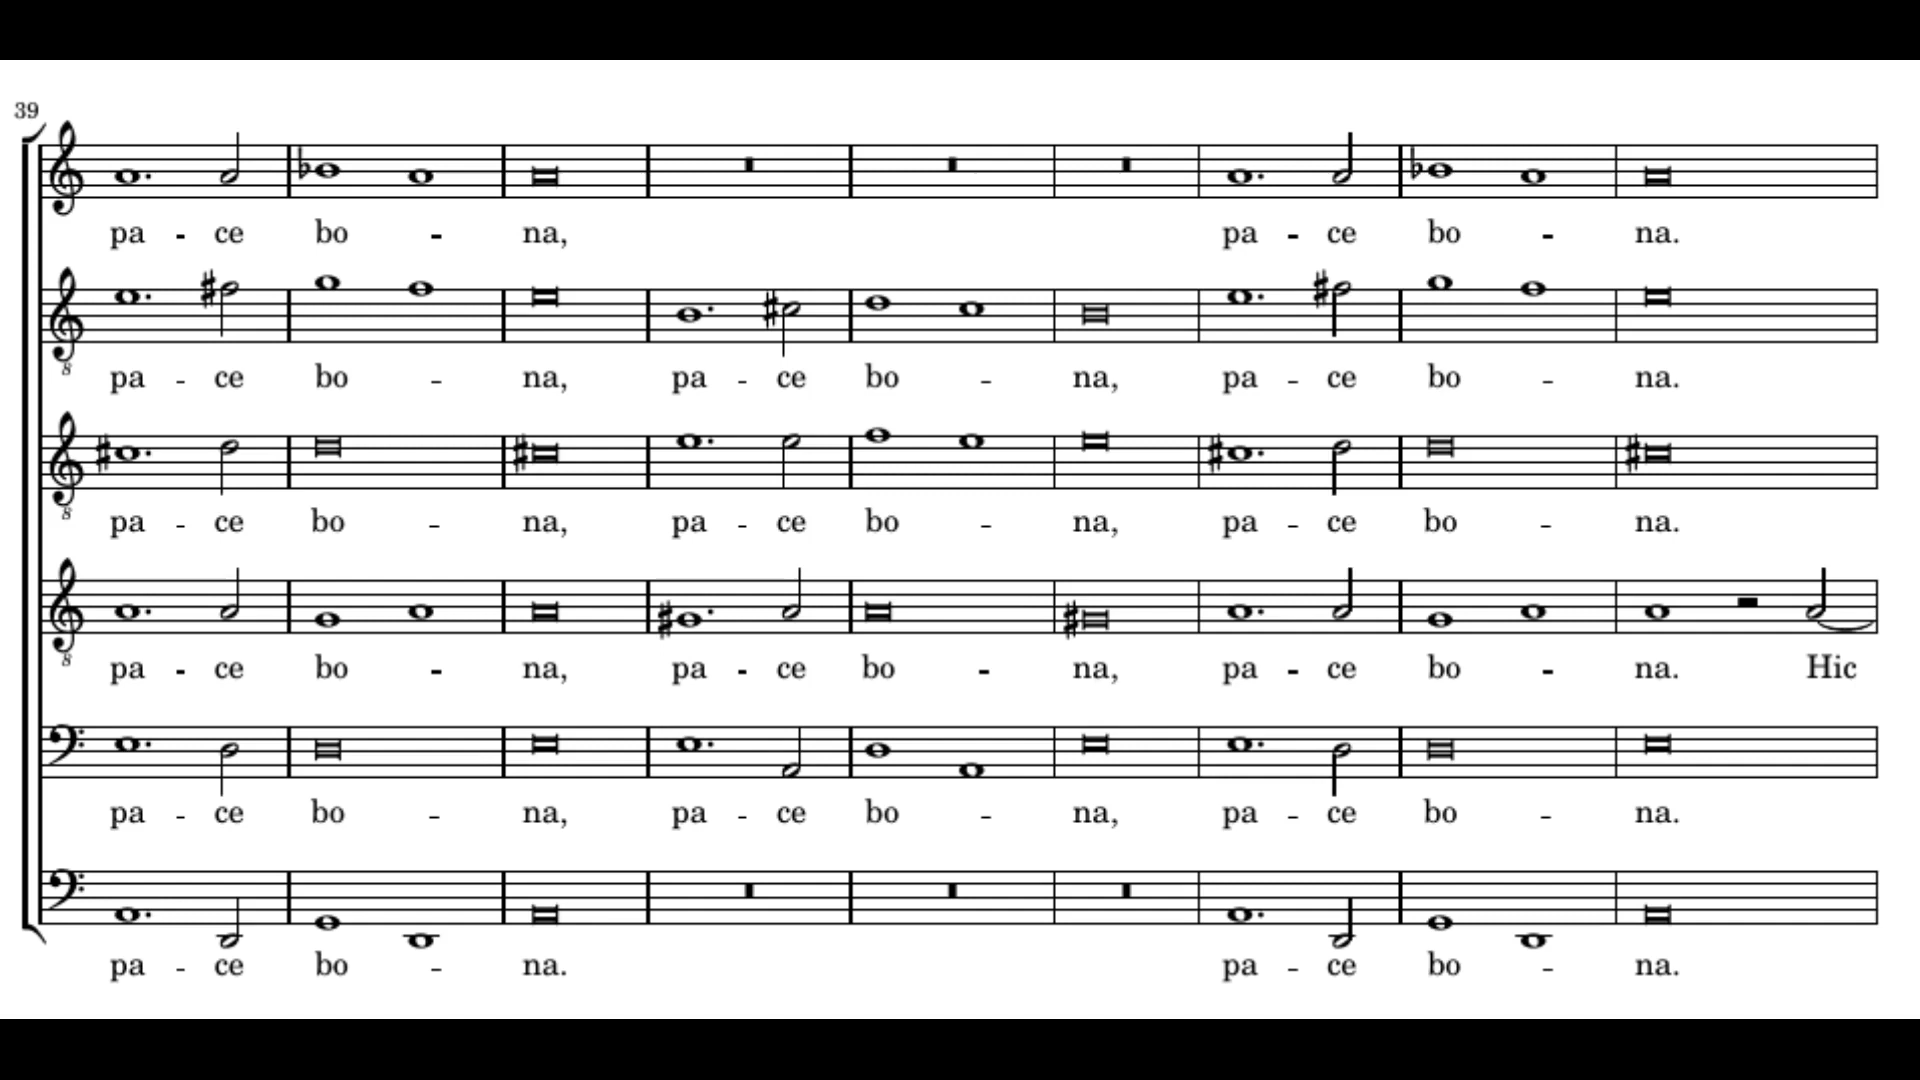 39
pa - ce bo - na, pa - ce bo - na.
8
pa - ce bo - na, pa - ce bo - na, pa - ce bo - na.
8
pa - ce bo - na, pa - ce bo - na, pa - ce bo - na.
8
pa - ce bo - na, pa - ce bo - na, pa - ce bo - na. Hic
pa - ce bo - na, pa - ce bo - na, pa - ce bo - na.
pa - ce bo - na. pa - ce bo - na.